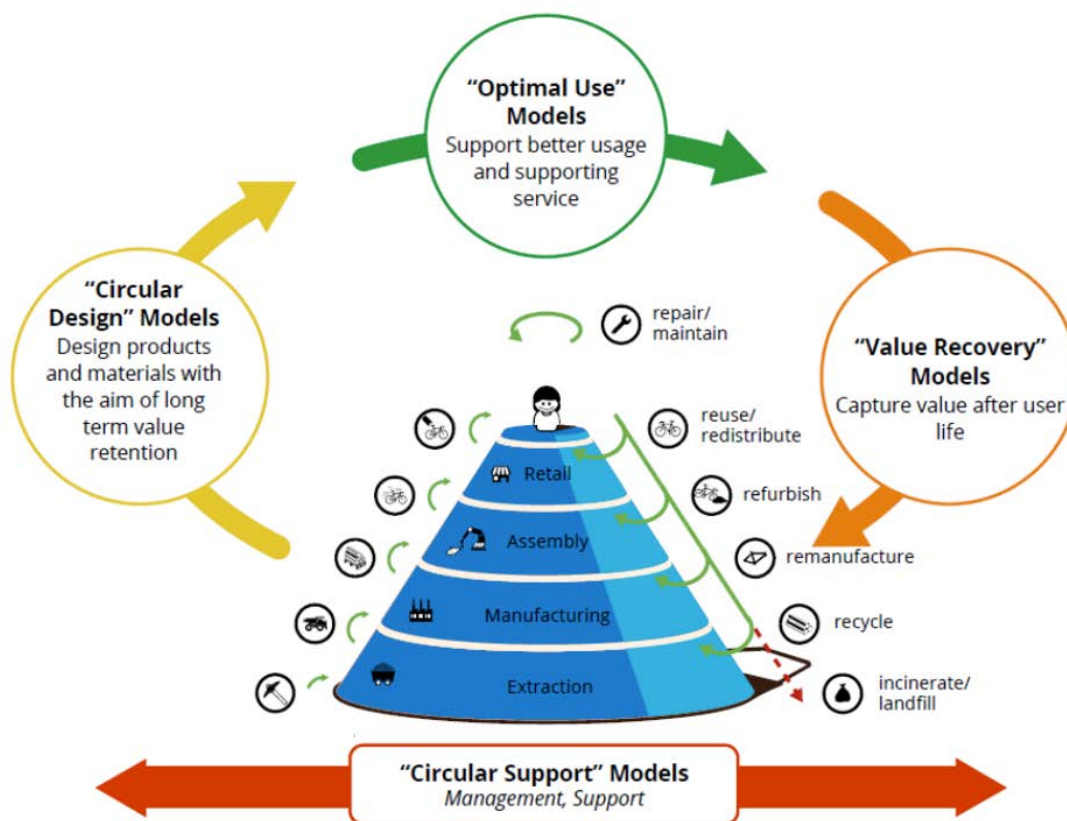 “Optimal Use”
Models
Support better usage
and supporting
service
“Circular
Design” Models
Design products
and materials with
the aim of long
term value
retention
“Value Recovery”
Models
Capture value after user
life
repair/
maintain
reuse/
redistribute
refurbish
remanufacture
recycle
incinerate/
landfill
Retail
Assembly
Manufacturing
Extraction
“Circular Support” Models
Management, Support